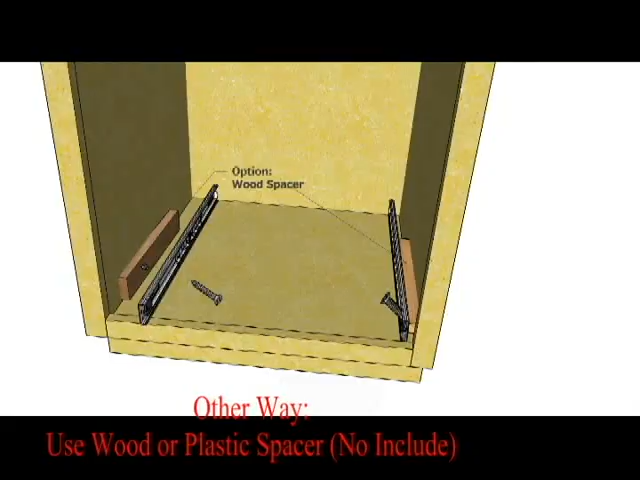 Option:
Wood Spacer
Other Way:
Use Wood or Plastic Spacer (No Include)